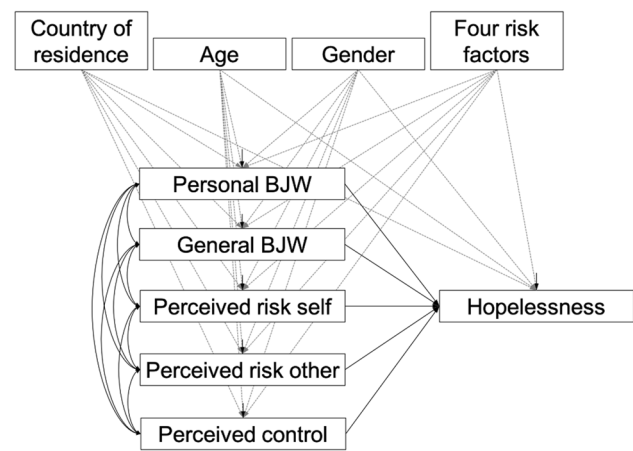 Country of
residence
Age
Gender
Four risk
factors
Personal BJW
General BJW
Perceived risk self
Perceived risk other
Perceived control
Hopelessness